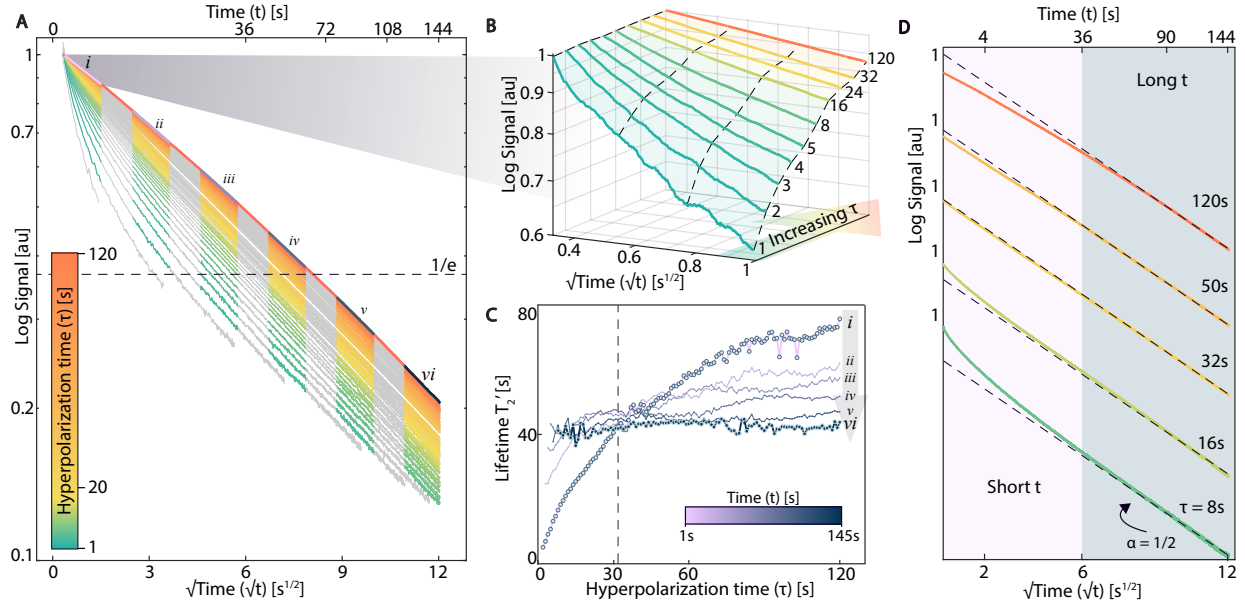 A
Time (t) [s]
0 36 72 108 144
1
0.7
0.2
0.1
Log Signal [au]
i
ii
iii
iv
v
vi
1/e
120
20
1
Hyperpolarization time (τ) [s]
0 3 6 9 12
√Time (√t) [s1/2]
B
1
0.9
0.8
0.7
0.6
Log Signal [au]
120
32
24
16
8
5
4
3
2
1
Increasing τ
0.4 0.6 0.8 1
√Time (√t) [s1/2]
C
80
40
0
Lifetime T2′ [s]
i
ii
iii
iv
v
vi
Time (t) [s]
1s 145s
0 30 60 90 120
Hyperpolarization time (τ) [s]
D
Time (t) [s]
4 36 90 144
Long t
1
1
1
1
1
Log Signal [au]
120s
50s
32s
16s
τ = 8s
Short t
α = 1/2
2 6 12
√Time (√t) [s1/2]